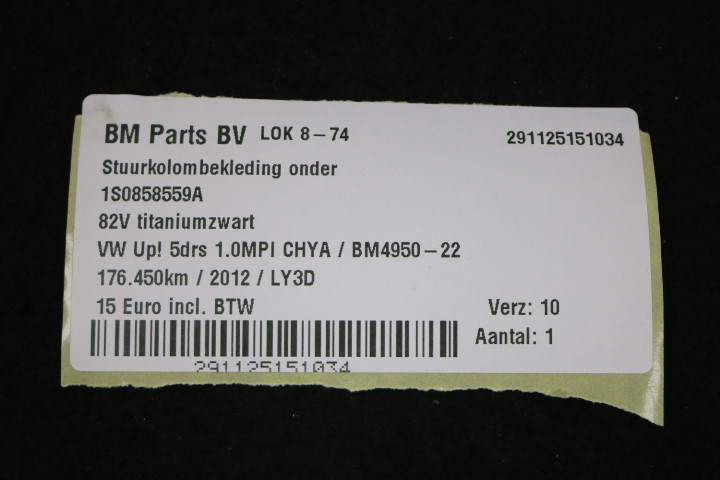 BM Parts BV LOK 8-74 291125151034
Stuurkolombekleding onder
1S0858559A
82V titaniumzwart
VW Up! 5drs 1.0MPI CHYA / BM4950-22
176.450km / 2012 / LY3D
15 Euro incl. BTW Verz: 10
Aantal: 1
291125151034